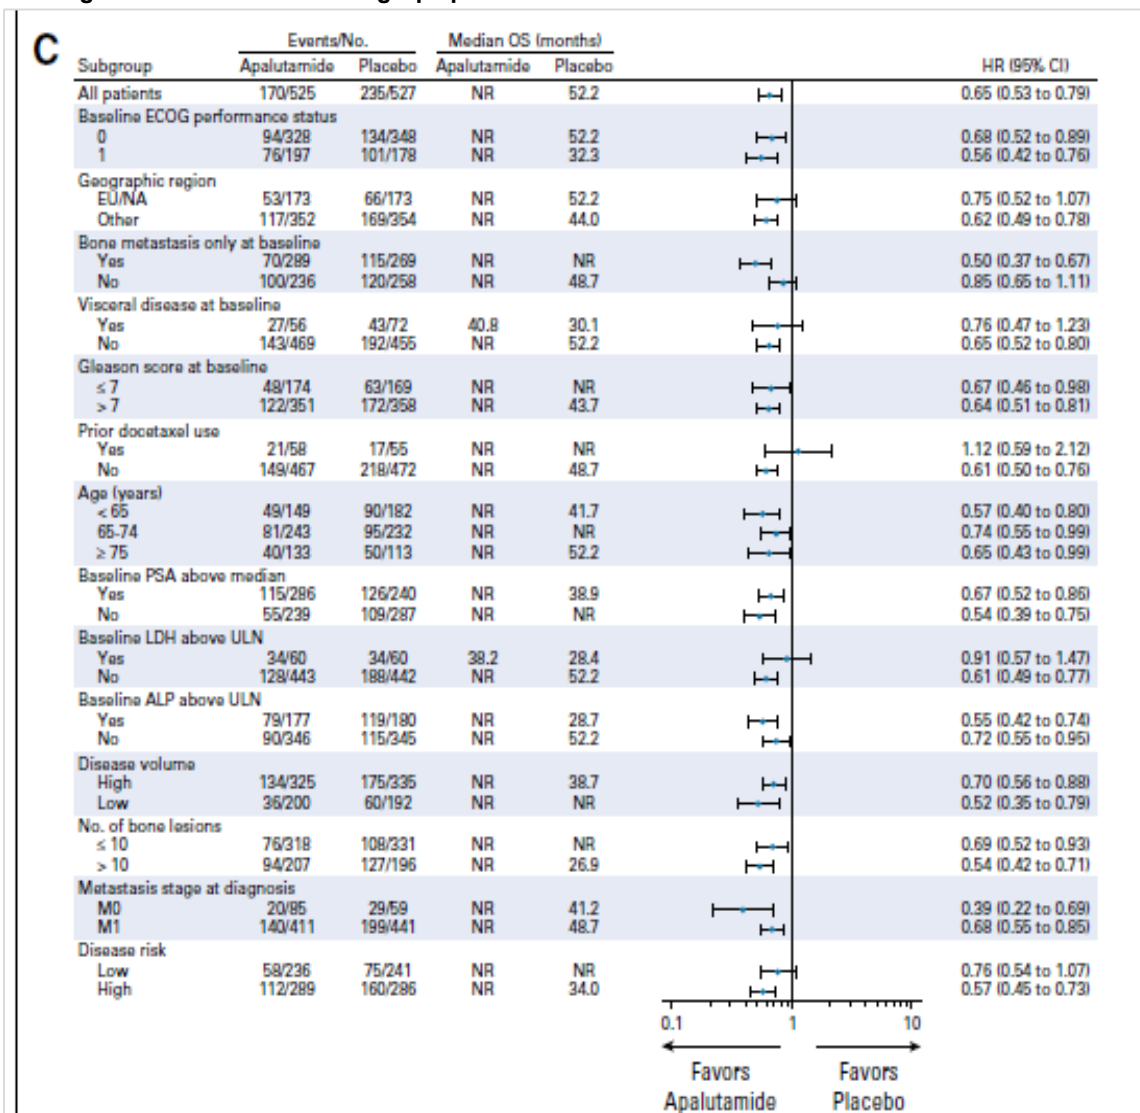 C
Events/No. Median OS (months)
Subgroup Apalutamide Placebo Apalutamide Placebo HR (95% CI)
All patients 170/525 235/527 NR 52.2 0.65 (0.53 to 0.79)
Baseline ECOG performance status
0 94/328 134/348 NR 52.2 0.68 (0.52 to 0.89)
1 76/197 101/178 NR 32.3 0.56 (0.42 to 0.76)
Geographic region
EU/NA 53/173 66/173 NR 52.2 0.75 (0.52 to 1.07)
Other 117/352 169/354 NR 44.0 0.62 (0.49 to 0.78)
Bone metastasis only at baseline
Yes 70/289 115/269 NR NR 0.50 (0.37 to 0.67)
No 100/236 120/258 NR 48.7 0.85 (0.65 to 1.11)
Visceral disease at baseline
Yes 27/56 43/72 40.8 30.1 0.76 (0.47 to 1.23)
No 143/469 192/455 NR 52.2 0.65 (0.52 to 0.80)
Gleason score at baseline
≤ 7 48/174 63/169 NR NR 0.67 (0.46 to 0.98)
> 7 122/351 172/358 NR 43.7 0.64 (0.51 to 0.81)
Prior docetaxel use
Yes 21/58 17/55 NR NR 1.12 (0.59 to 2.12)
No 149/467 218/472 NR 48.7 0.61 (0.50 to 0.76)
Age (years)
< 65 49/149 90/182 NR 41.7 0.57 (0.40 to 0.80)
65-74 81/243 95/232 NR NR 0.74 (0.55 to 0.99)
≥ 75 40/133 50/113 NR 52.2 0.65 (0.43 to 0.99)
Baseline PSA above median
Yes 115/286 126/240 NR 38.9 0.67 (0.52 to 0.86)
No 55/239 109/287 NR NR 0.54 (0.39 to 0.75)
Baseline LDH above ULN
Yes 34/60 34/60 38.2 28.4 0.91 (0.57 to 1.47)
No 128/443 188/442 NR 52.2 0.61 (0.49 to 0.77)
Baseline ALP above ULN
Yes 79/177 119/180 NR 28.7 0.55 (0.42 to 0.74)
No 90/346 115/345 NR 52.2 0.72 (0.55 to 0.95)
Disease volume
High 134/325 175/335 NR 38.7 0.70 (0.56 to 0.88)
Low 36/200 60/192 NR NR 0.52 (0.35 to 0.79)
No. of bone lesions
≤ 10 76/318 108/331 NR NR 0.69 (0.52 to 0.93)
> 10 94/207 127/196 NR 26.9 0.54 (0.42 to 0.71)
Metastasis stage at diagnosis
M0 20/85 29/59 NR 41.2 0.39 (0.22 to 0.69)
M1 140/411 199/441 NR 48.7 0.68 (0.55 to 0.85)
Disease risk
Low 58/236 75/241 NR NR 0.76 (0.54 to 1.07)
High 112/289 160/286 NR 34.0 0.57 (0.45 to 0.73)
0.1 1 10
Favors Favors
Apalutamide Placebo